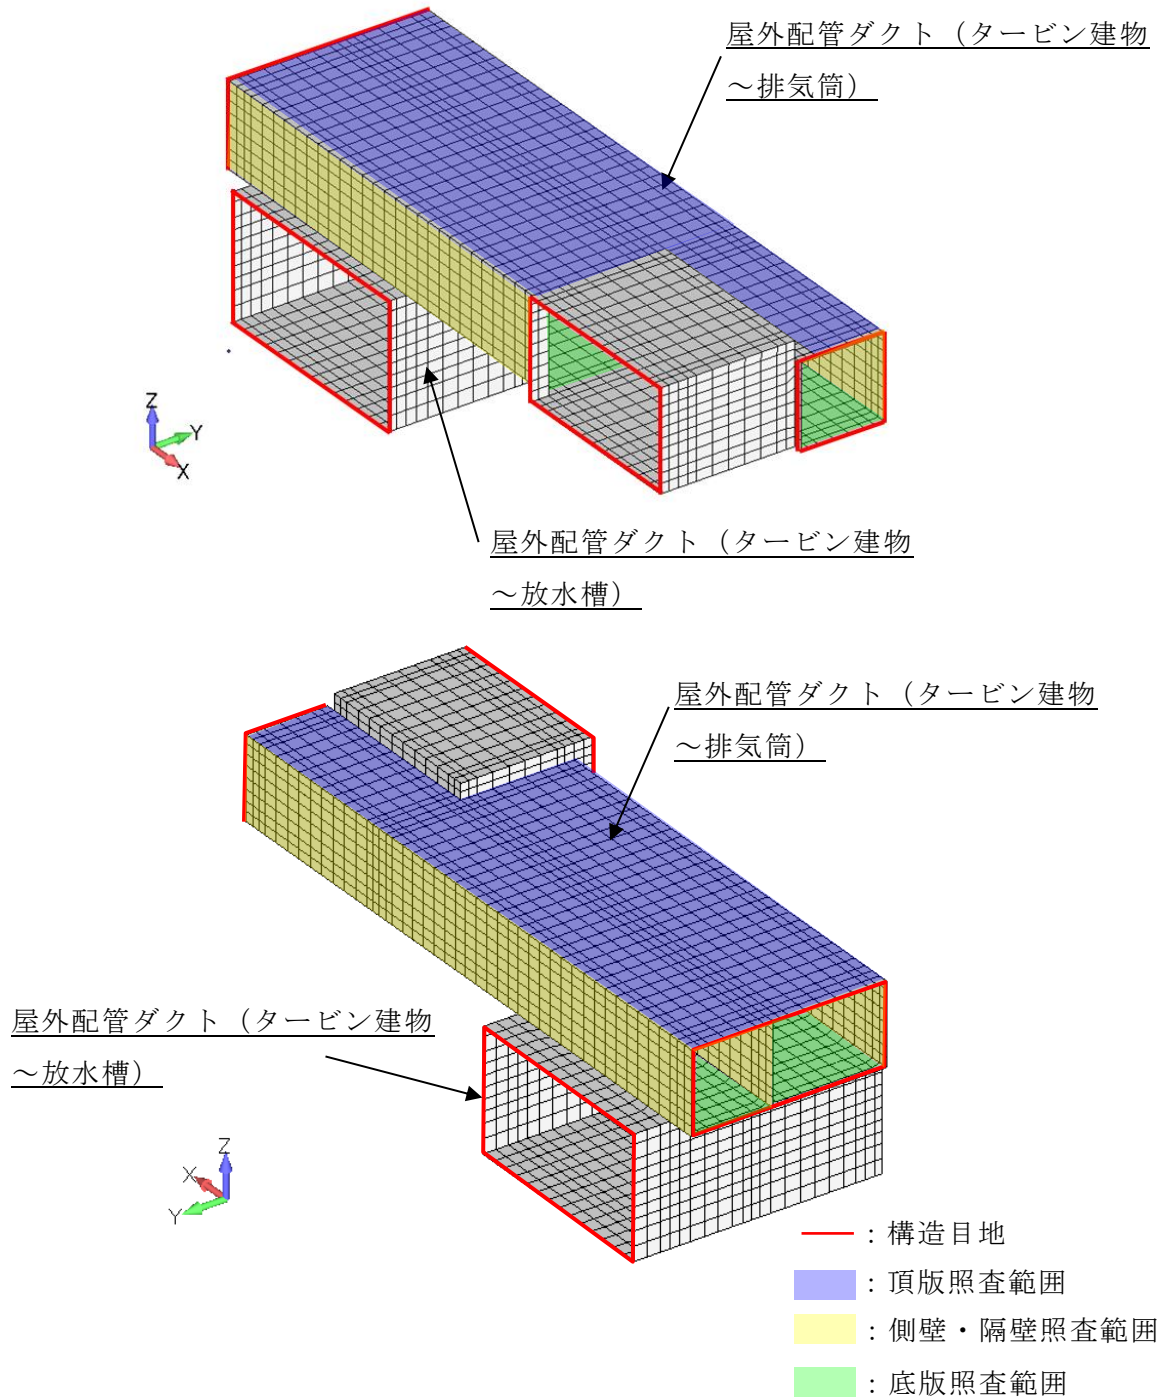 屋外配管ダクト（タービン建物
～排気筒）
Z
Y
X
屋外配管ダクト（タービン建物
～放水槽）
屋外配管ダクト（タービン建物
～排気筒）
屋外配管ダクト（タービン建物
～放水槽）
Z
X
Y
：構造目地
：頂版照査範囲
：側壁・隔壁照査範囲
：底版照査範囲